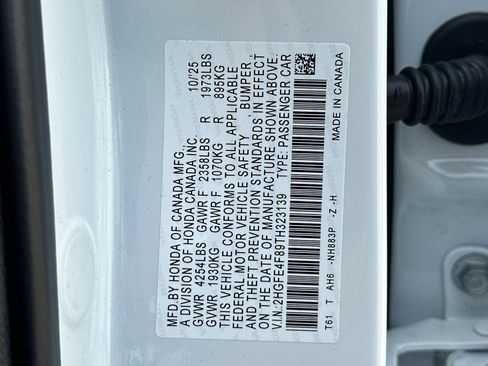 MFD BY HONDA OF CANADA MFG. 10/25
A DIVISION OF HONDA CANADA INC.
GVWR 4254LBS GAWR F 2358LBS R 1973LBS
GVWR 1930KG GAWR F 1070KG R 895KG
THIS VEHICLE CONFORMS TO ALL APPLICABLE
FEDERAL MOTOR VEHICLE SAFETY BUMPER,
AND THEFT PREVENTION STANDARDS, IN EFFECT
ON THE DATE OF MANUFACTURE SHOWN ABOVE.
V.I.N.:2HGFE4F89TH323139 TYPE: PASSENGER CAR
T61 T AH6 -NH883P -Z -H MADE IN CANADA